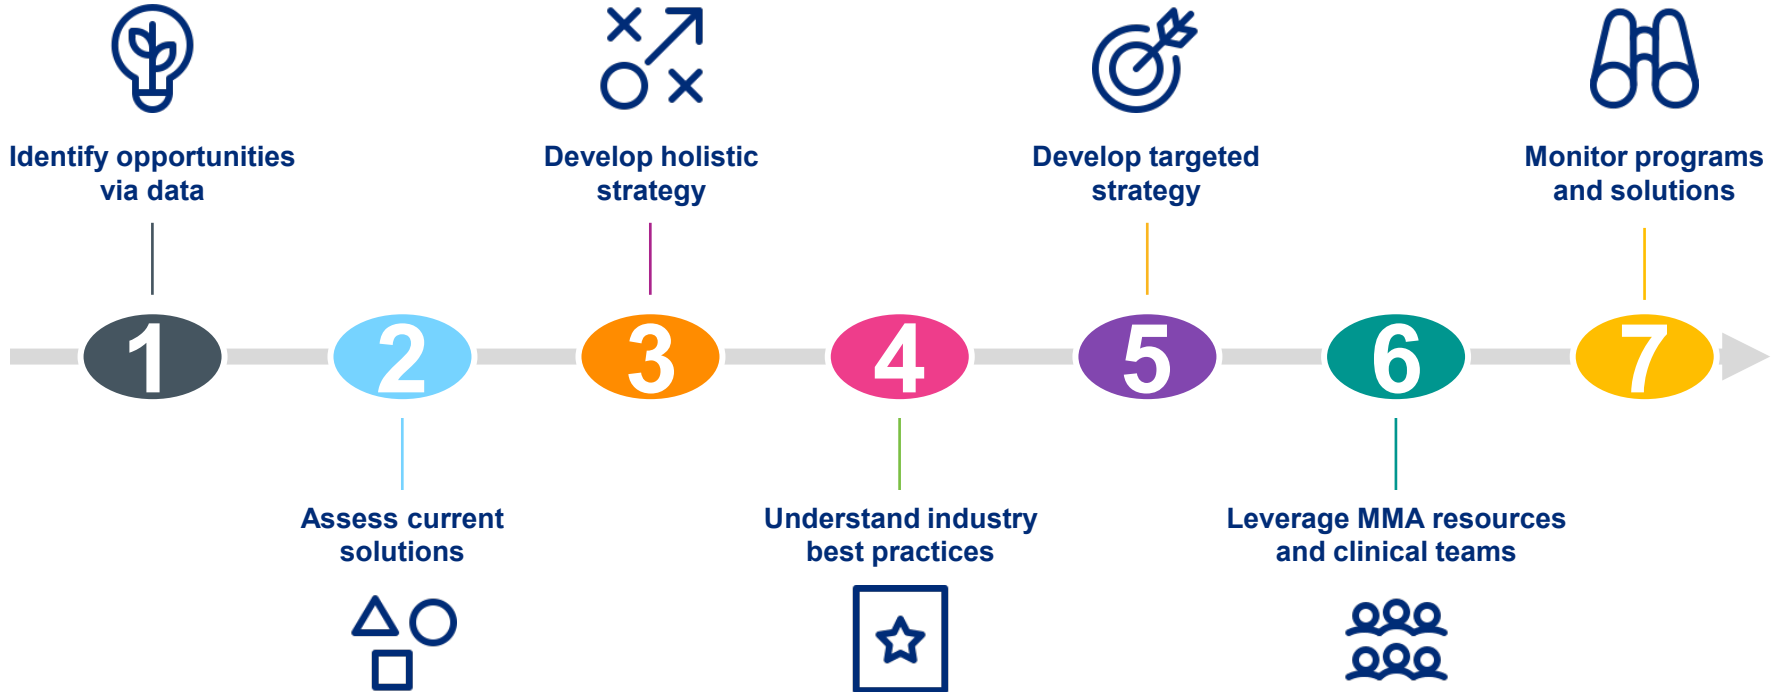 Identify opportunities
via data
Develop holistic
strategy
Develop targeted
strategy
Monitor programs
and solutions
1
2
3
4
5
6
7
Assess current
solutions
Understand industry
best practices
Leverage MMA resources
and clinical teams